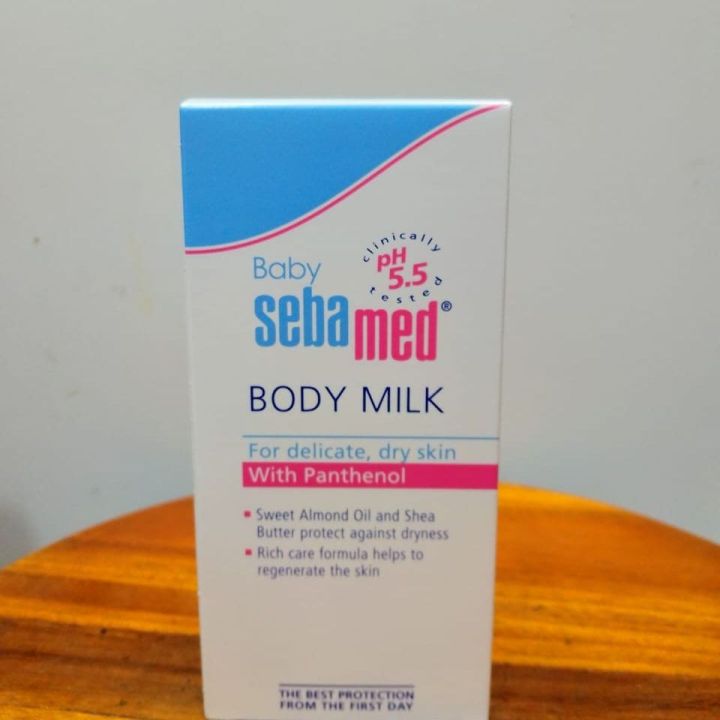 Baby
clinically
pH
5.5
tested
sebamed®
BODY MILK
For delicate, dry skin
With Panthenol
▪ Sweet Almond Oil and Shea
Butter protect against dryness
▪ Rich care formula helps to
regenerate the skin
THE BEST PROTECTION
FROM THE FIRST DAY